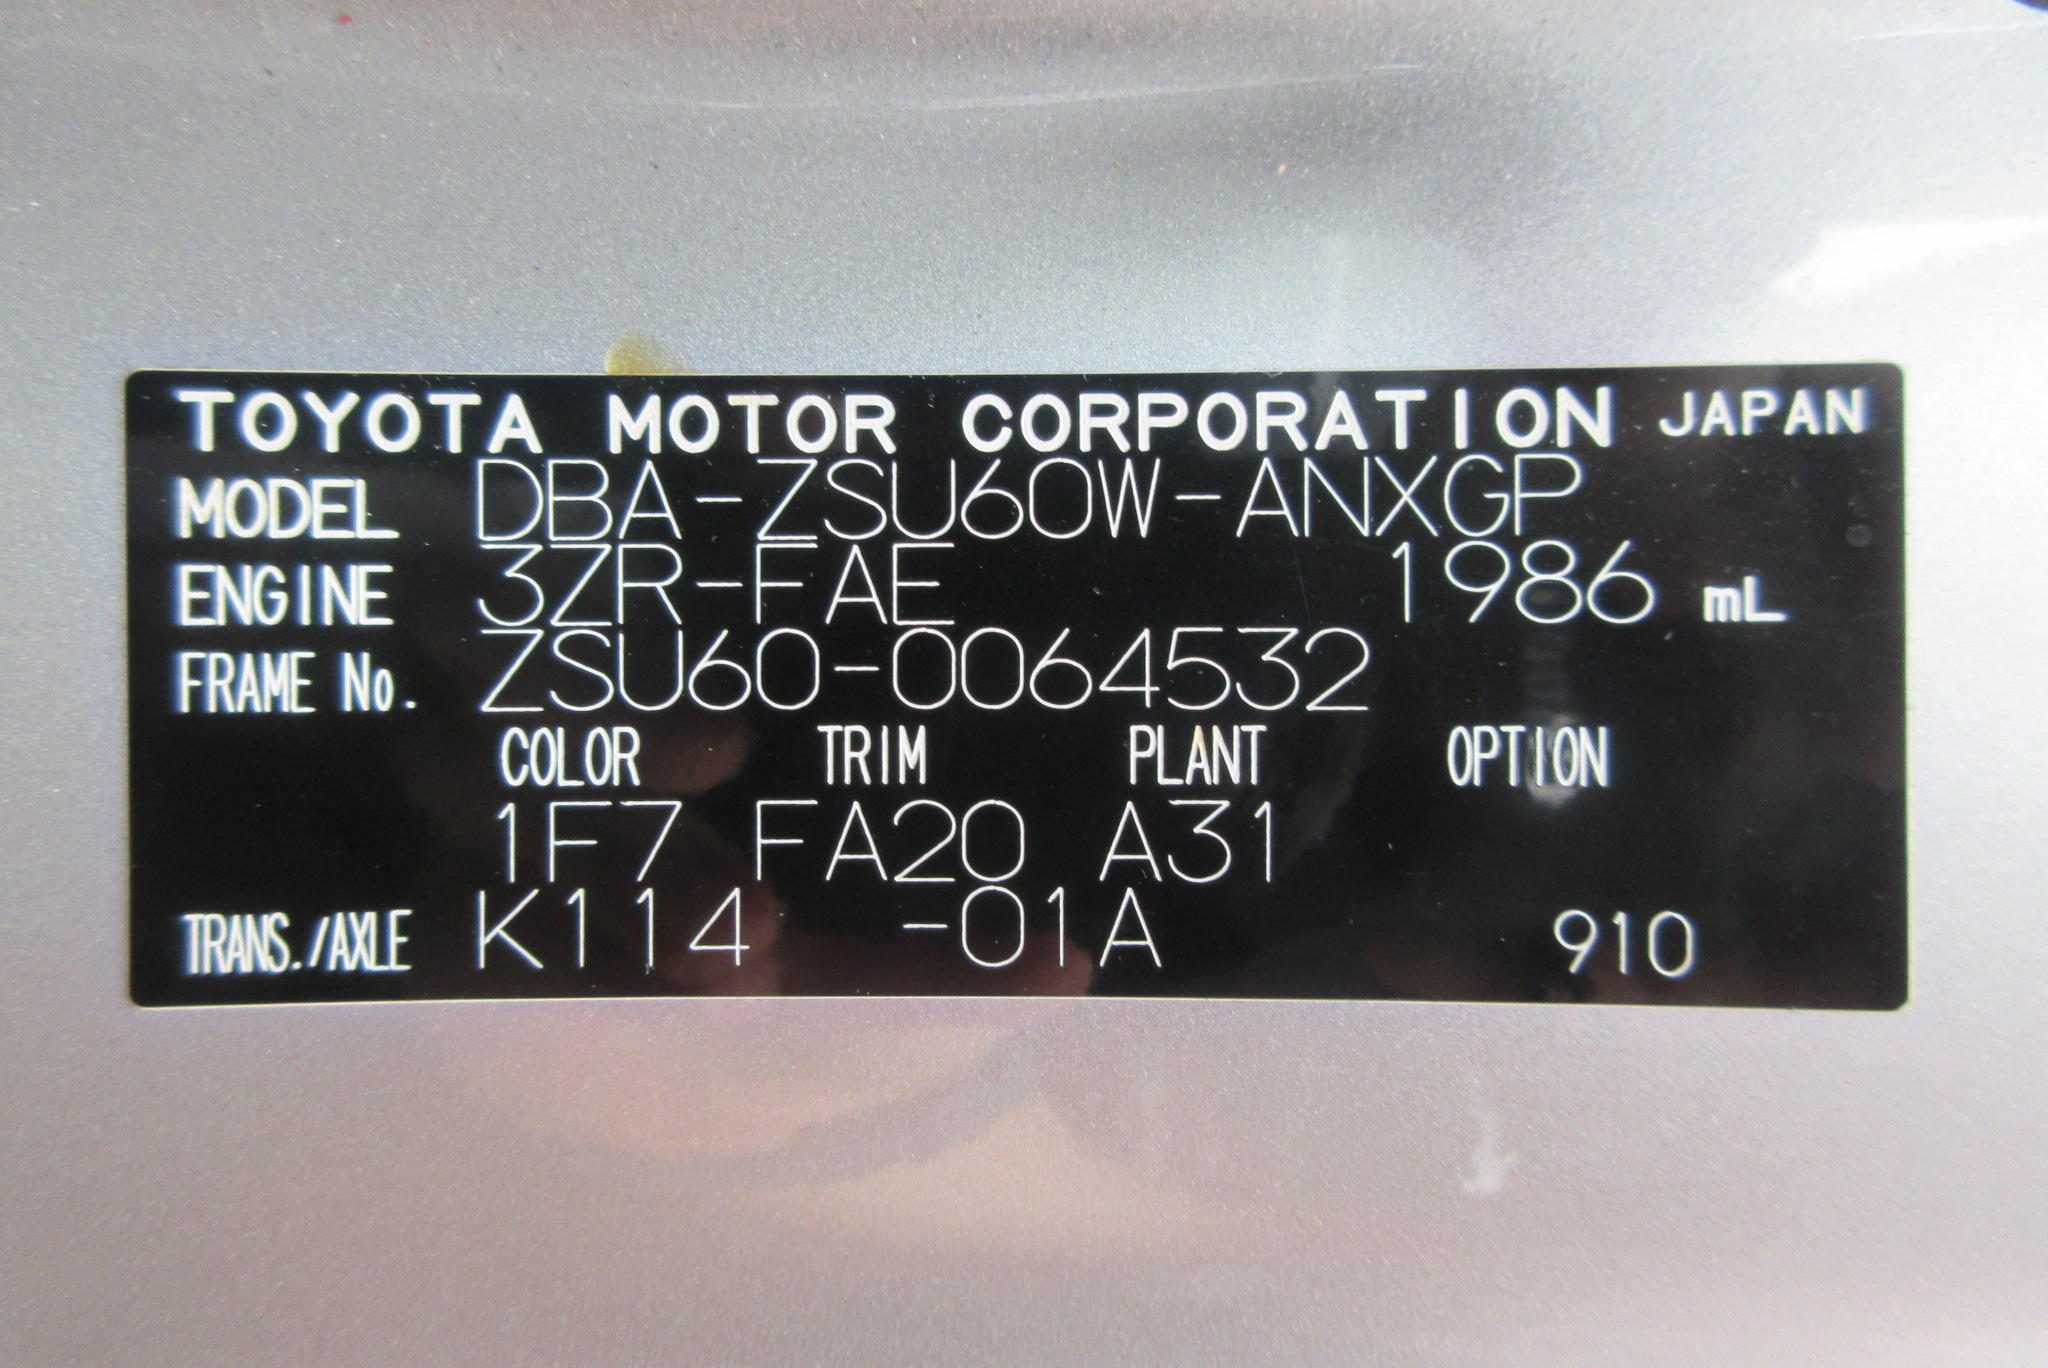 TOYOTA MOTOR CORPORATION JAPAN
MODEL DBA-ZSU60W-ANXGP
ENGINE 3ZR-FAE 1986 mL
FRAME No. ZSU60-0064532
COLOR TRIM PLANT OPTION
1F7 FA20 A31
TRANS./AXLE K114 -01A 910